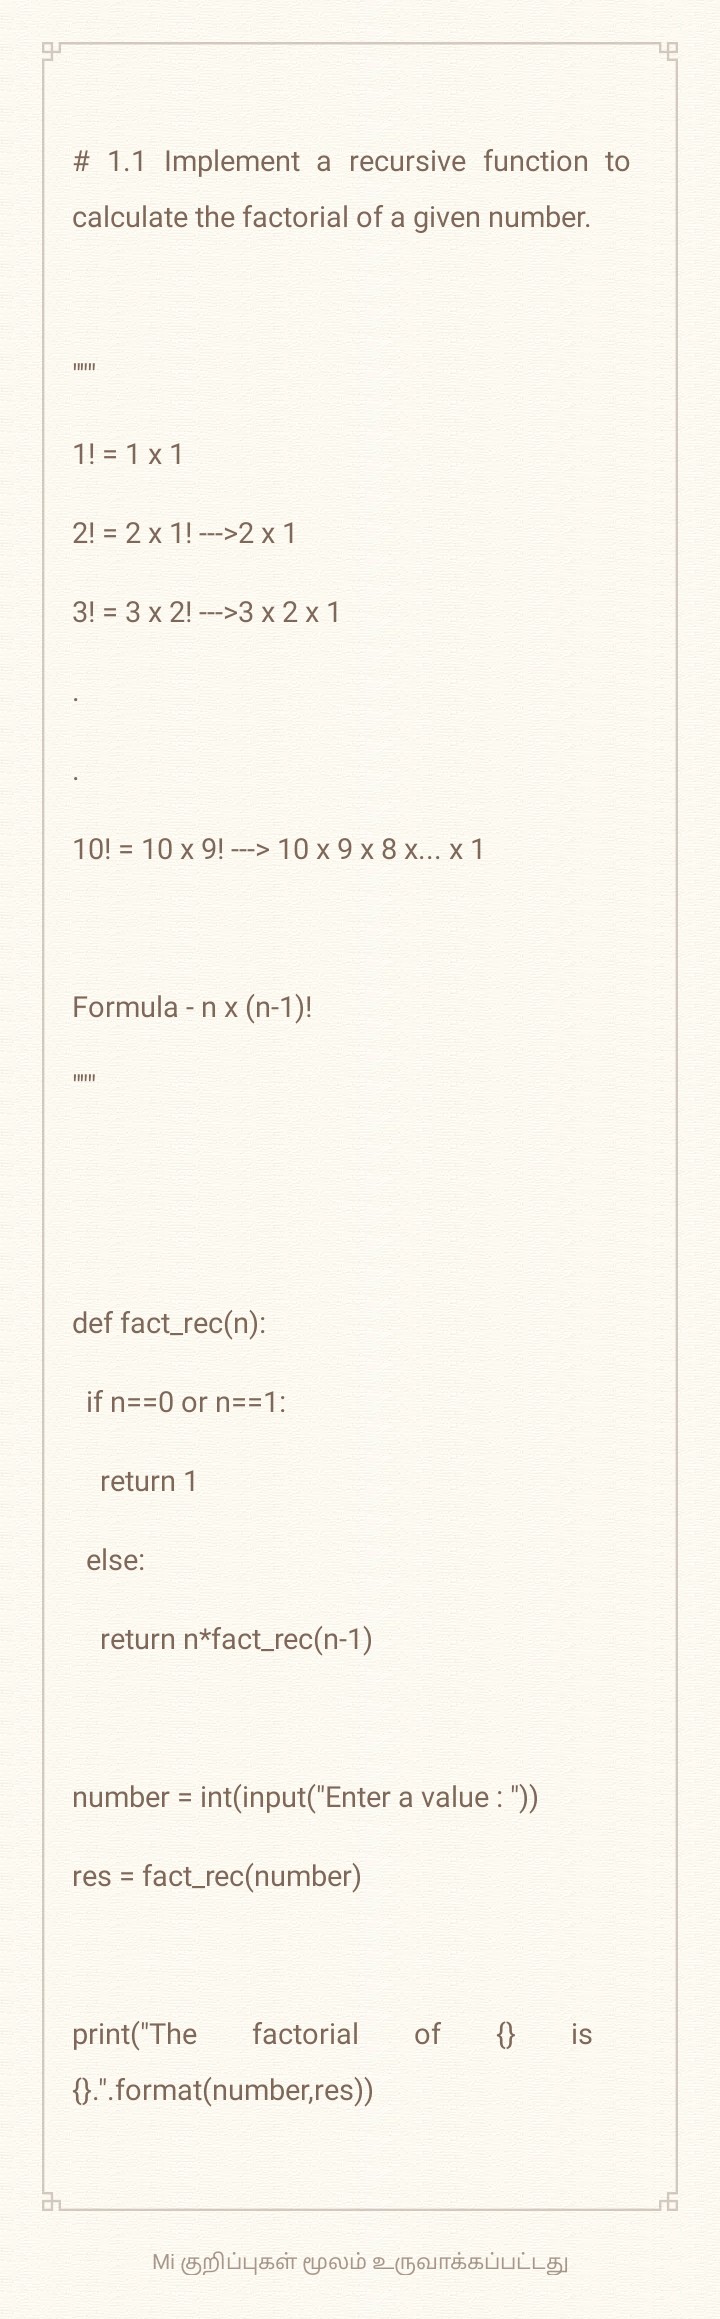 # 1.1 Implement a recursive function to
calculate the factorial of a given number.
"""
1! = 1 x 1
2! = 2 x 1! --->2 x 1
3! = 3 x 2! --->3 x 2 x 1
.
.
10! = 10 x 9! ---> 10 x 9 x 8 x... x 1
Formula - n x (n-1)!
"""
def fact_rec(n):
  if n==0 or n==1:
    return 1
  else:
    return n*fact_rec(n-1)
number = int(input("Enter a value : "))
res = fact_rec(number)
print("The factorial of {} is
{}.".format(number,res))
Mi குறிப்புகள் மூலம் உருவாக்கப்பட்டது